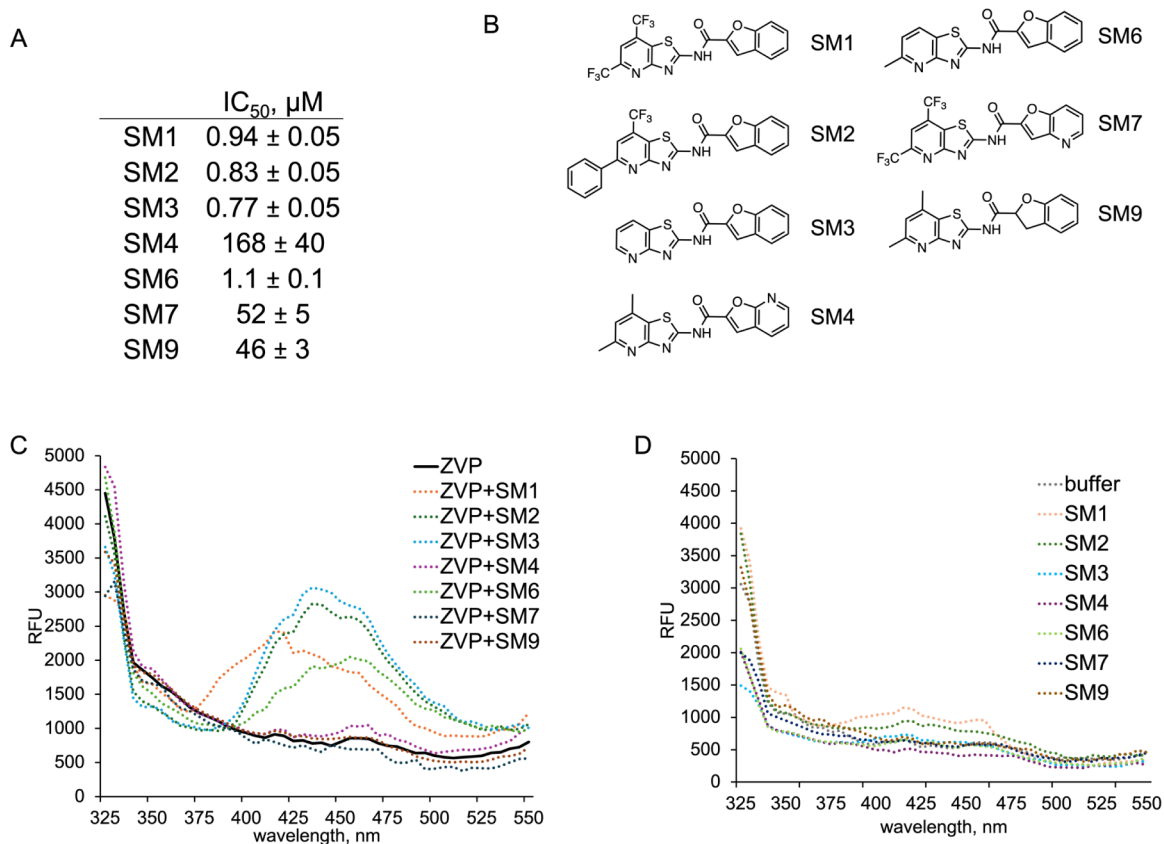 A
IC50, µM
SM1 0.94 ± 0.05
SM2 0.83 ± 0.05
SM3 0.77 ± 0.05
SM4 168 ± 40
SM6 1.1 ± 0.1
SM7 52 ± 5
SM9 46 ± 3
B
CF3
F3C
N
S
N
NH
O
O
SM1
CF3
N
S
N
NH
O
O
SM2
N
S
N
NH
O
O
SM3
N
S
N
NH
O
O
N
SM4
N
S
N
NH
O
O
SM6
CF3
F3C
N
S
N
NH
O
O
N
SM7
N
S
N
NH
O
O
SM9
C
5000
4500
4000
3500
3000
2500
2000
1500
1000
500
0
RFU
325 350 375 400 425 450 475 500 525 550
wavelength, nm
ZVP
ZVP+SM1
ZVP+SM2
ZVP+SM3
ZVP+SM4
ZVP+SM6
ZVP+SM7
ZVP+SM9
D
5000
4500
4000
3500
3000
2500
2000
1500
1000
500
0
RFU
325 350 375 400 425 450 475 500 525 550
wavelength, nm
buffer
SM1
SM2
SM3
SM4
SM6
SM7
SM9